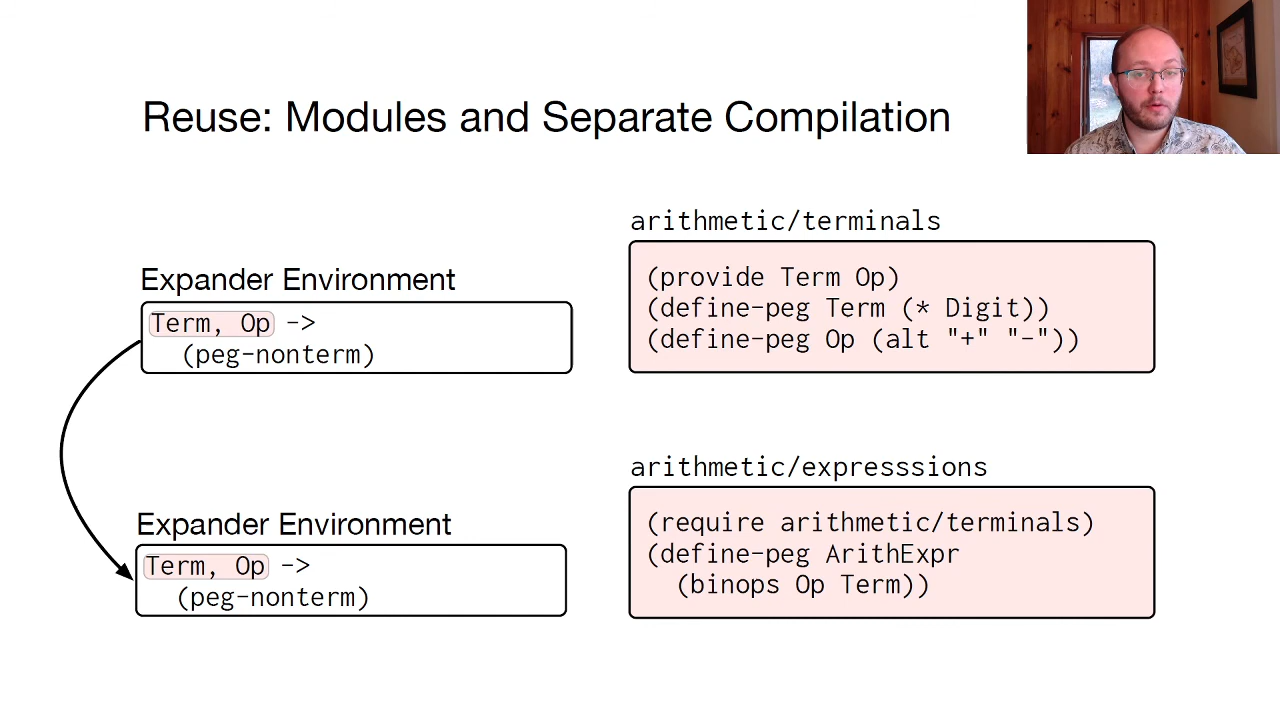 Reuse: Modules and Separate Compilation
Expander Environment
Term, Op ->
(peg-nonterm)
arithmetic/terminals
(provide Term Op)
(define-peg Term (* Digit))
(define-peg Op (alt "+" "-"))
Expander Environment
Term, Op ->
(peg-nonterm)
arithmetic/expresssions
(require arithmetic/terminals)
(define-peg ArithExpr
(binops Op Term))